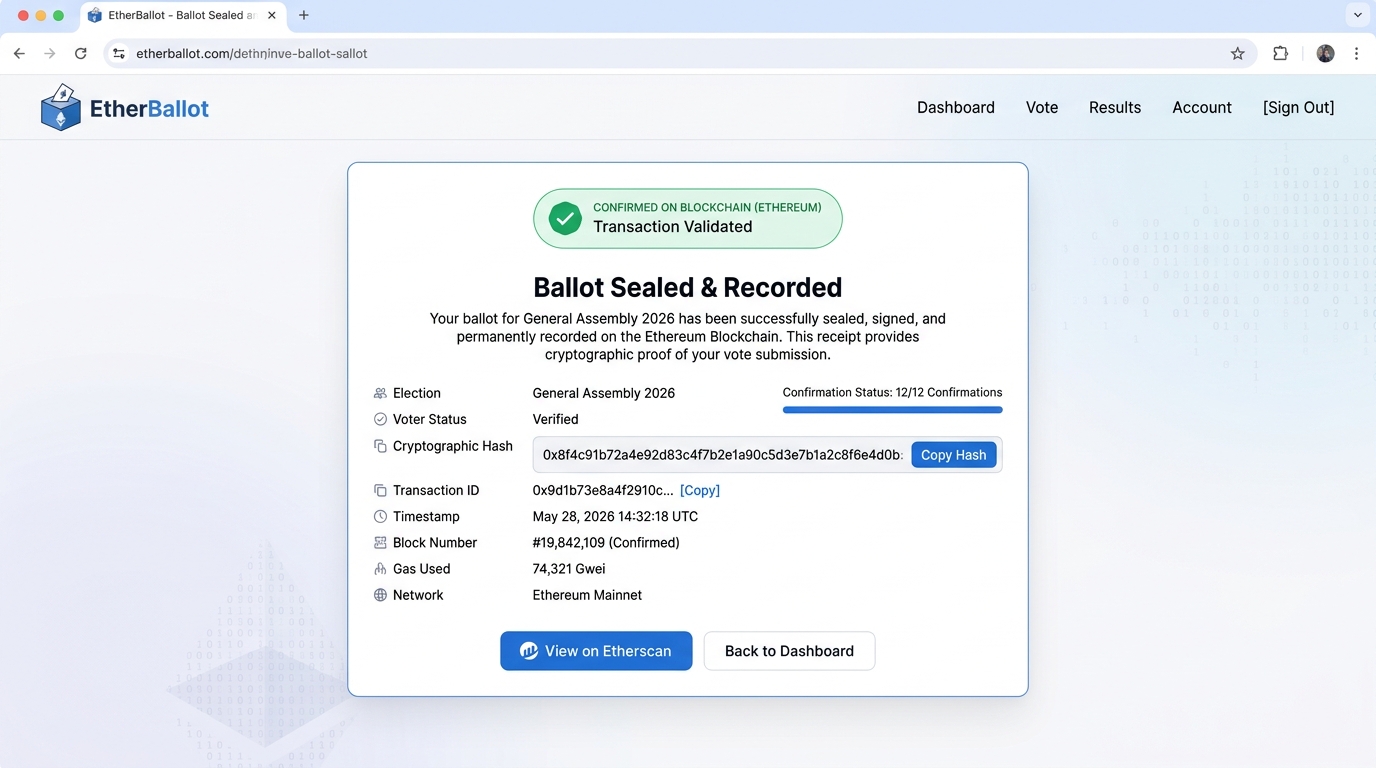 EtherBallot - Ballot Sealed a
etherballot.com/dethninve-ballot-sallot
EtherBallot
Dashboard
Vote
Results
Account
[Sign Out]
CONFIRMED ON BLOCKCHAIN (ETHEREUM)
Transaction Validated
Ballot Sealed & Recorded
Your ballot for General Assembly 2026 has been successfully sealed, signed, and
permanently recorded on the Ethereum Blockchain. This receipt provides
cryptographic proof of your vote submission.
Election General Assembly 2026
Confirmation Status: 12/12 Confirmations
Voter Status Verified
Cryptographic Hash 0x8f4c91b72a4e92d83c4f7b2e1a90c5d3e7b1a2c8f6e4d0b: Copy Hash
Transaction ID 0x9d1b73e8a4f2910c... [Copy]
Timestamp May 28, 2026 14:32:18 UTC
Block Number #19,842,109 (Confirmed)
Gas Used 74,321 Gwei
Network Ethereum Mainnet
View on Etherscan
Back to Dashboard